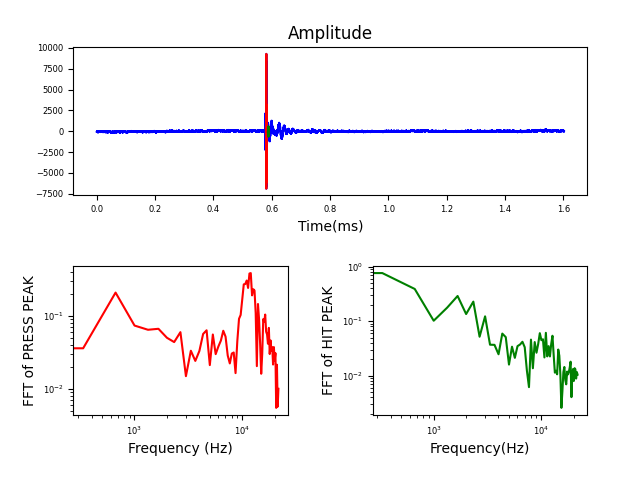 Amplitude
10000
7500
5000
2500
0
−2500
−5000
−7500
0.0 0.2 0.4 0.6 0.8 1.0 1.2 1.4 1.6
Time(ms)
FFT of PRESS PEAK
10⁻¹
10⁻²
10³ 10⁴
Frequency (Hz)
FFT of HIT PEAK
10⁰
10⁻¹
10⁻²
10³ 10⁴
Frequency(Hz)